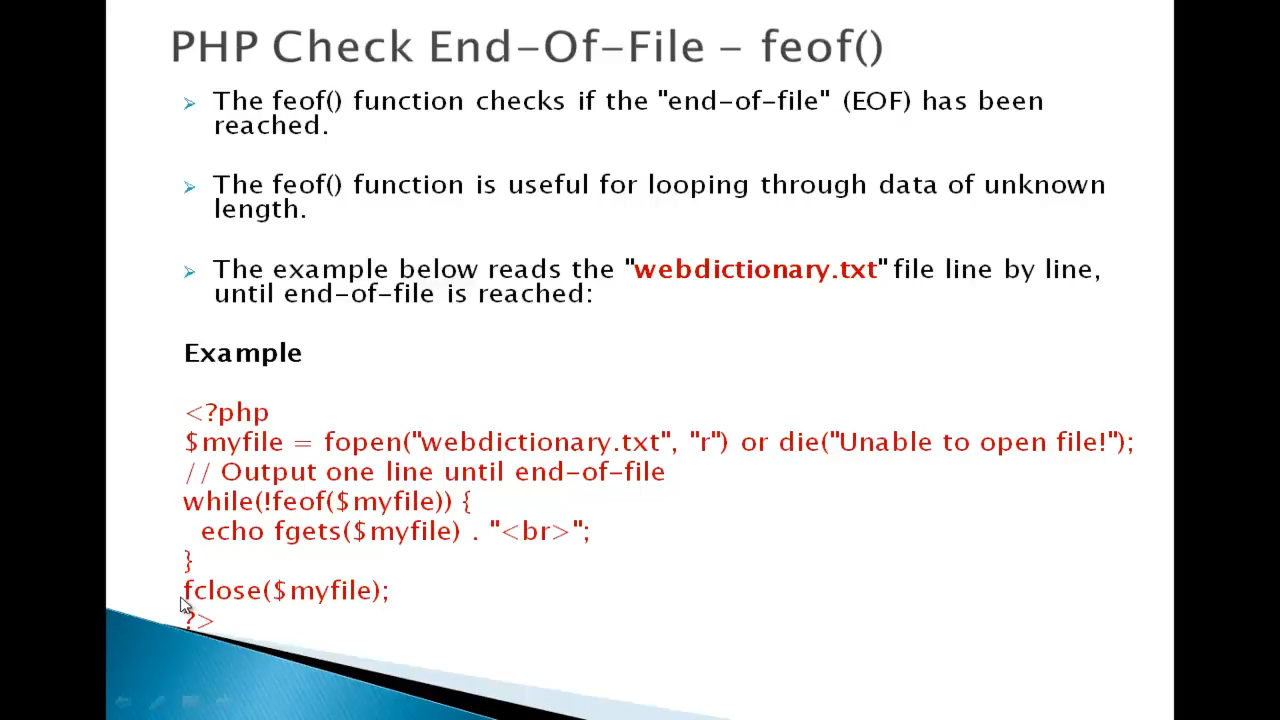 PHP Check End-Of-File - feof()
The feof() function checks if the "end-of-file" (EOF) has been
reached.
The feof() function is useful for looping through data of unknown
length.
The example below reads the "webdictionary.txt" file line by line,
until end-of-file is reached:
Example
<?php
$myfile = fopen("webdictionary.txt", "r") or die("Unable to open file!");
// Output one line until end-of-file
while(!feof($myfile)) {
  echo fgets($myfile) . "<br>";
}
fclose($myfile);
?>